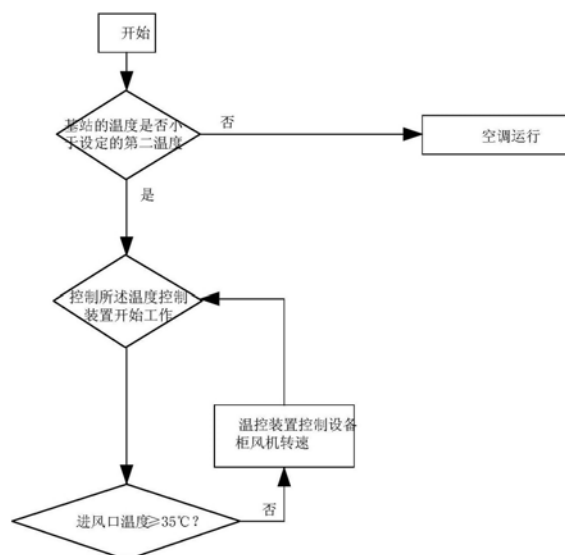 开始
基站的温度是否小
于设定的第二温度
否
空调运行
是
控制所述温度控制
装置开始工作
温控装置控制设备
柜风机转速
进风口温度≥35℃?
否